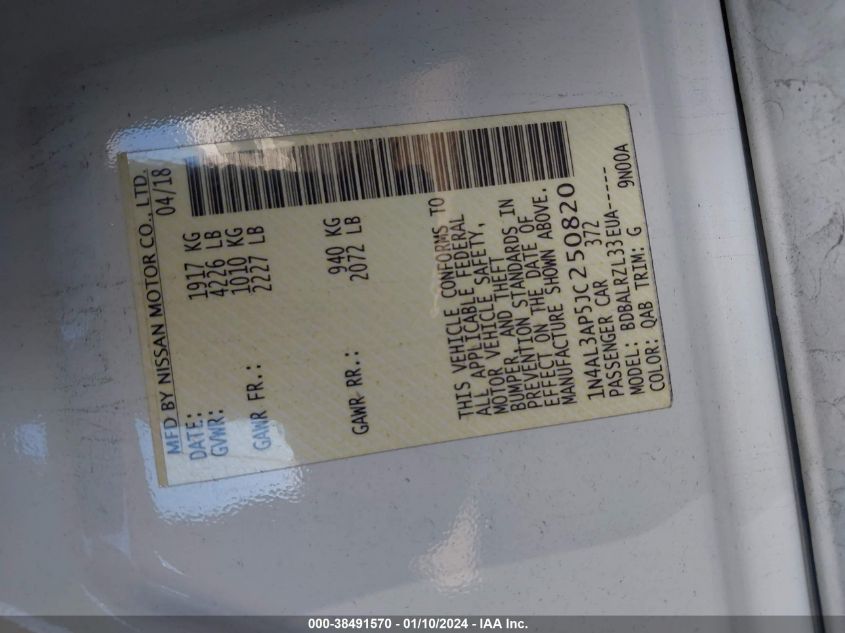 MFD BY NISSAN MOTOR CO., LTD.
DATE: 04/18
GVWR: 1917 KG
4226 LB
GAWR FR.: 1010 KG
2227 LB
GAWR RR.: 940 KG
2072 LB
THIS VEHICLE CONFORMS TO
ALL APPLICABLE FEDERAL
MOTOR VEHICLE SAFETY,
BUMPER, AND THEFT
PREVENTION STANDARDS IN
EFFECT ON THE DATE OF
MANUFACTURE SHOWN ABOVE.
1N4AL3AP5JC250820
PASSENGER CAR 372
MODEL: BDBALRZL33EUA-----
COLOR: QAB TRIM: G 9N00A
000-38491570 - 01/10/2024 - IAA Inc.